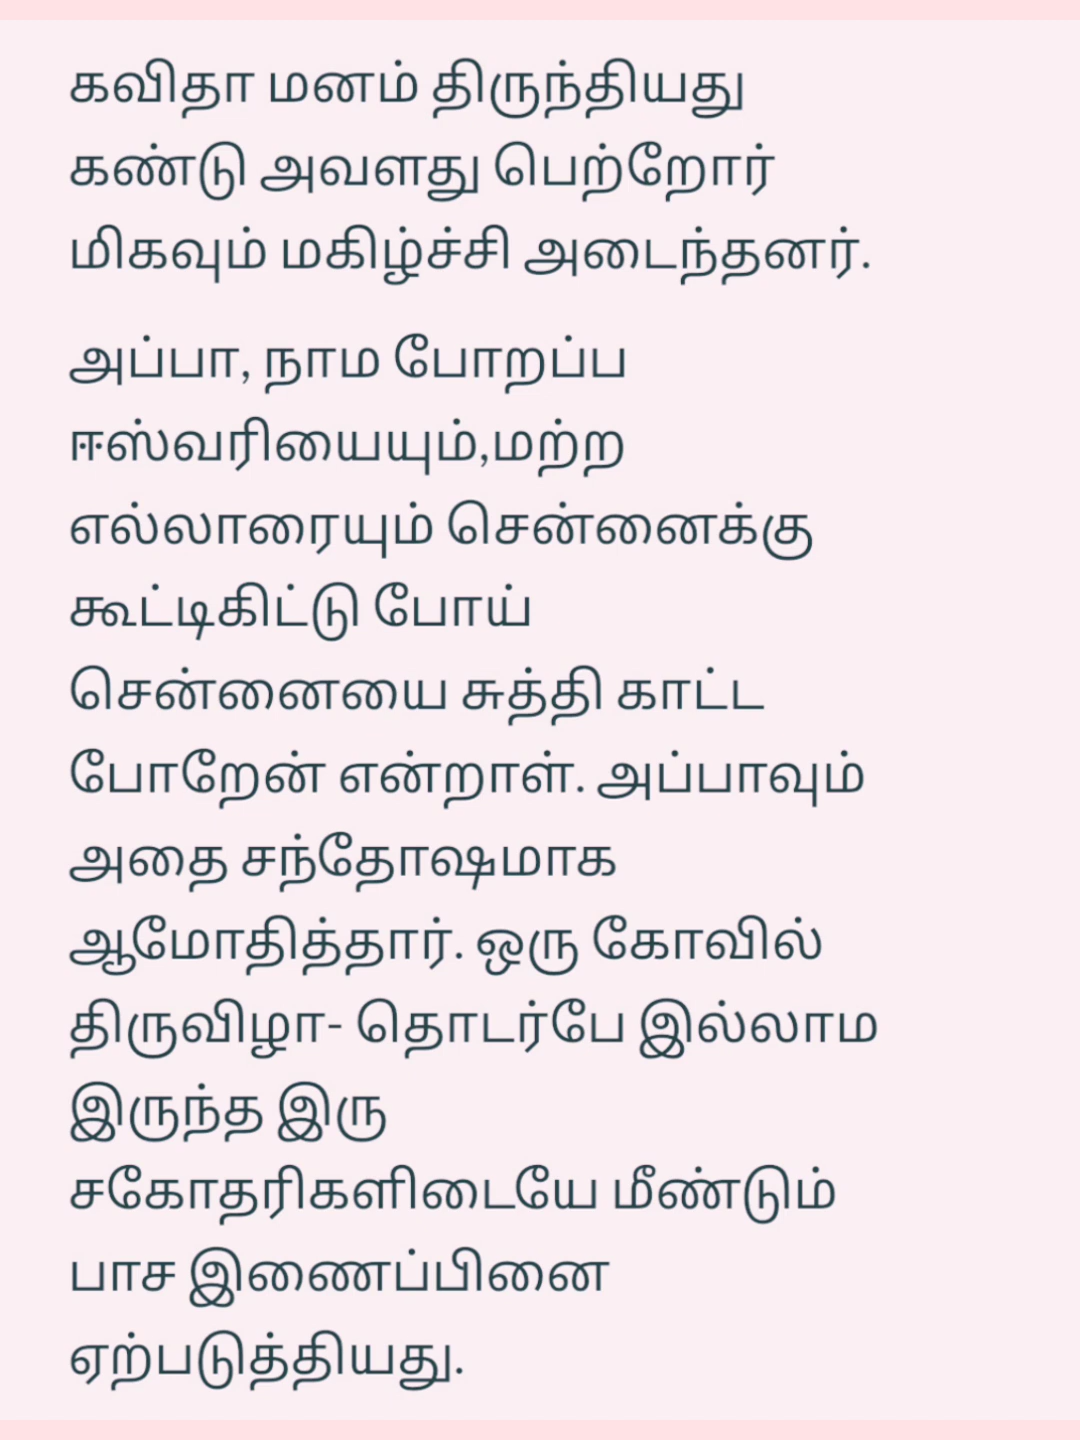 கவிதா மனம் திருந்தியது
கண்டு அவளது பெற்றோர்
மிகவும் மகிழ்ச்சி அடைந்தனர்.
அப்பா, நாம போறப்ப
ஈஸ்வரியையும்,மற்ற
எல்லாரையும் சென்னைக்கு
கூட்டிகிட்டு போய்
சென்னையை சுத்தி காட்ட
போறேன் என்றாள். அப்பாவும்
அதை சந்தோஷமாக
ஆமோதித்தார். ஒரு கோவில்
திருவிழா- தொடர்பே இல்லாம
இருந்த இரு
சகோதரிகளிடையே மீண்டும்
பாச இணைப்பினை
ஏற்படுத்தியது.